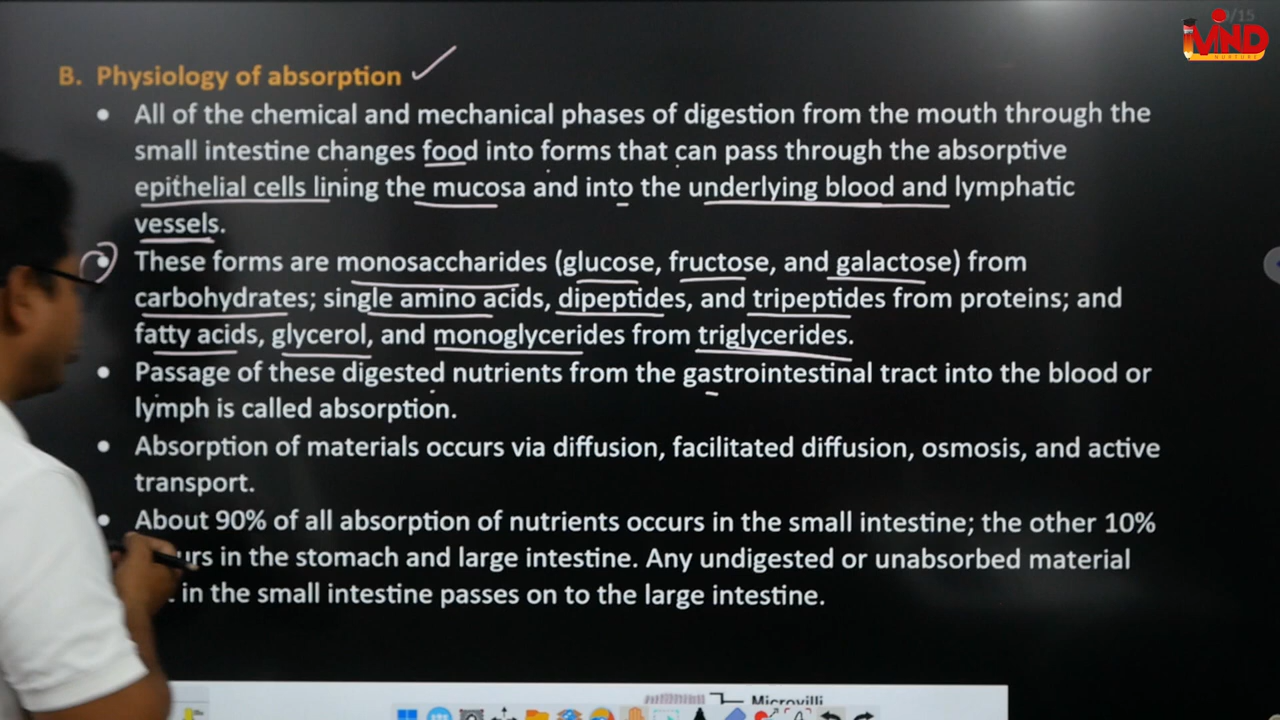 9/15
MND
NURTURE
B. Physiology of absorption
• All of the chemical and mechanical phases of digestion from the mouth through the
small intestine changes food into forms that can pass through the absorptive
epithelial cells lining the mucosa and into the underlying blood and lymphatic
vessels.
• These forms are monosaccharides (glucose, fructose, and galactose) from
carbohydrates; single amino acids, dipeptides, and tripeptides from proteins; and
fatty acids, glycerol, and monoglycerides from triglycerides.
• Passage of these digested nutrients from the gastrointestinal tract into the blood or
lymph is called absorption.
• Absorption of materials occurs via diffusion, facilitated diffusion, osmosis, and active
transport.
• About 90% of all absorption of nutrients occurs in the small intestine; the other 10%
urs in the stomach and large intestine. Any undigested or unabsorbed material
in the small intestine passes on to the large intestine.
Microvilli